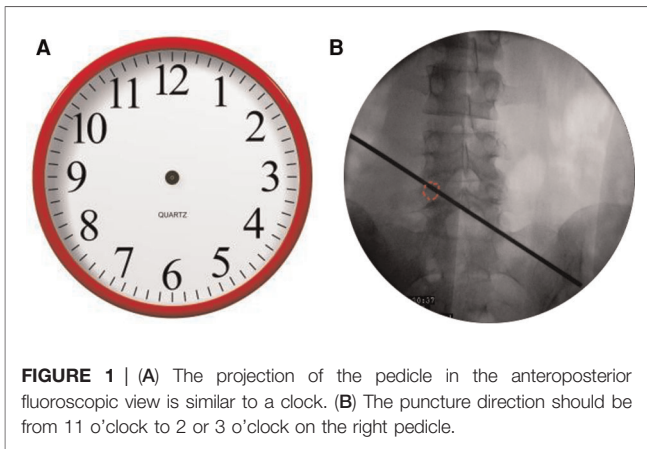 A
B
12
11
1
10
2
9
3
QUARTZ
8
4
7
5
6
:37
FIGURE 1 | (A) The projection of the pedicle in the anteroposterior
fluoroscopic view is similar to a clock. (B) The puncture direction should be
from 11 o’clock to 2 or 3 o’clock on the right pedicle.